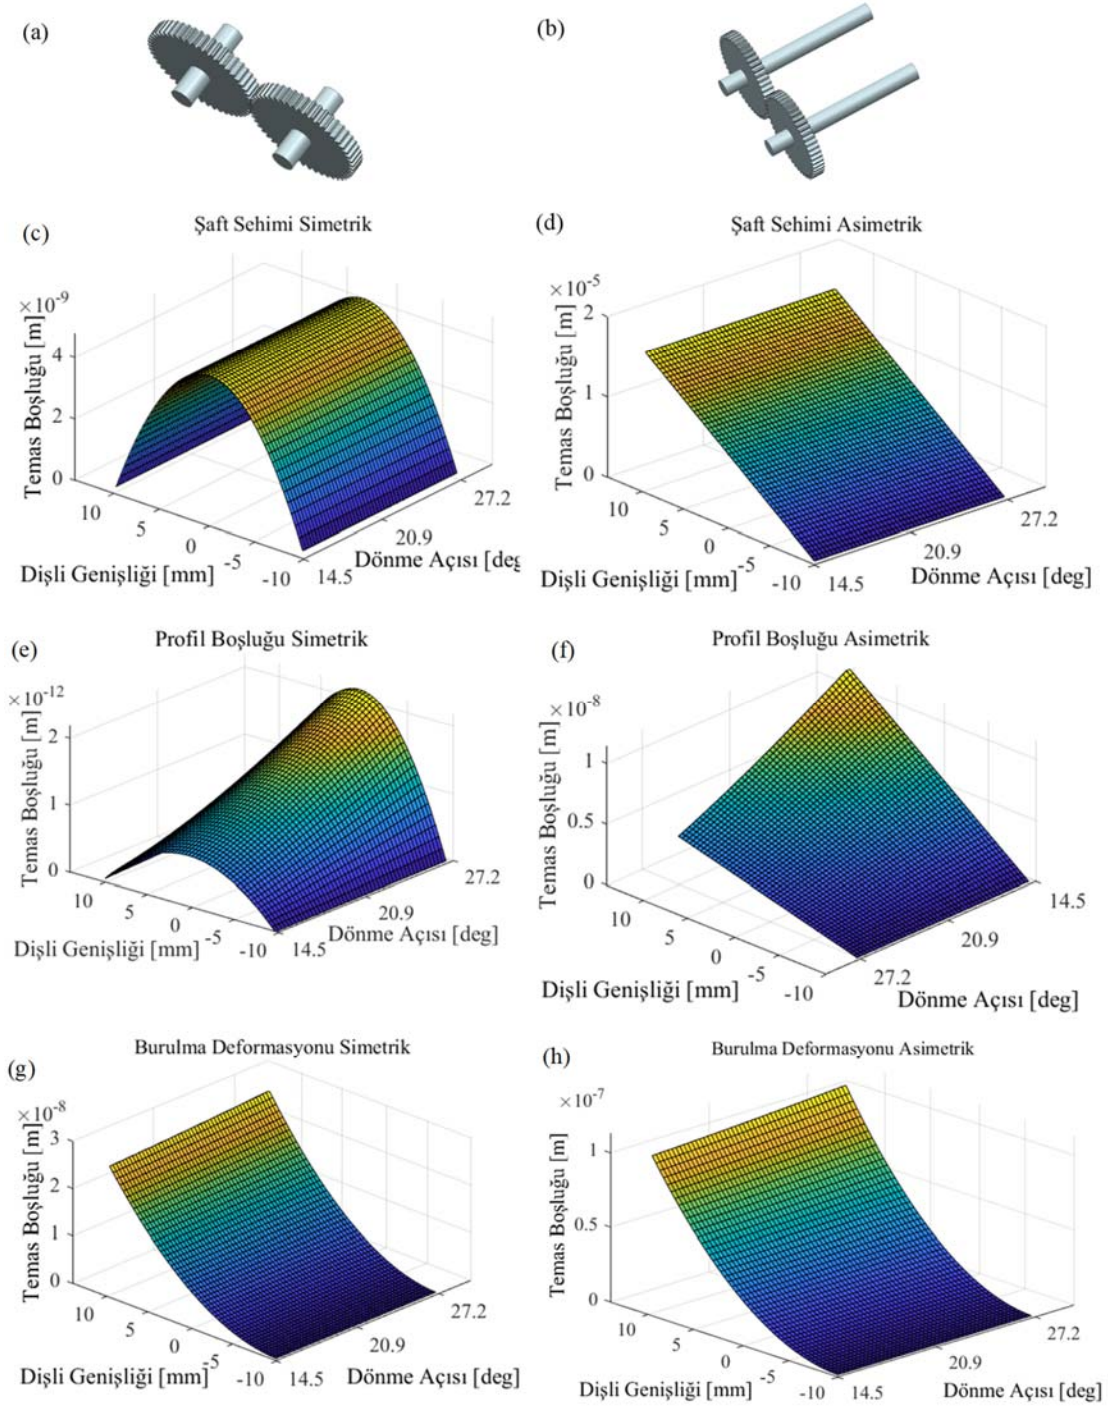 (a)
(b)
Şaft Sehimi Simetrik
(c)
×10-9
Temas Boşluğu [m]
4
2
0
10
5
0
-5
-10
Dişli Genişliği [mm]
14.5
20.9
27.2
Dönme Açısı [deg
Şaft Sehimi Asimetrik
(d)
×10-5
Temas Boşluğu [m]
2
1
0
10
5
0
-5
-10
Dişli Genişliği [mm]
14.5
20.9
27.2
Dönme Açısı [deg]
Profil Boşluğu Simetrik
(e)
×10-12
Temas Boşluğu [m]
2
1
0
10
5
0
-5
-10
Dişli Genişliği [mm]
14.5
20.9
27.2
Dönme Açısı [deg]
Profil Boşluğu Asimetrik
(f)
×10-8
Temas Boşluğu [m]
1
0.5
0
10
5
0
-5
-10
Dişli Genişliği [mm]
27.2
20.9
14.5
Dönme Açısı [deg]
Burulma Deformasyonu Simetrik
(g)
×10-8
Temas Boşluğu [m]
3
2
1
0
10
5
0
-5
-10
Dişli Genişliği [mm]
14.5
20.9
27.2
Dönme Açısı [deg]
Burulma Deformasyonu Asimetrik
(h)
×10-7
Temas Boşluğu [m]
1
0.5
0
10
5
0
-5
-10
Dişli Genişliği [mm]
14.5
20.9
27.2
Dönme Açısı [deg]